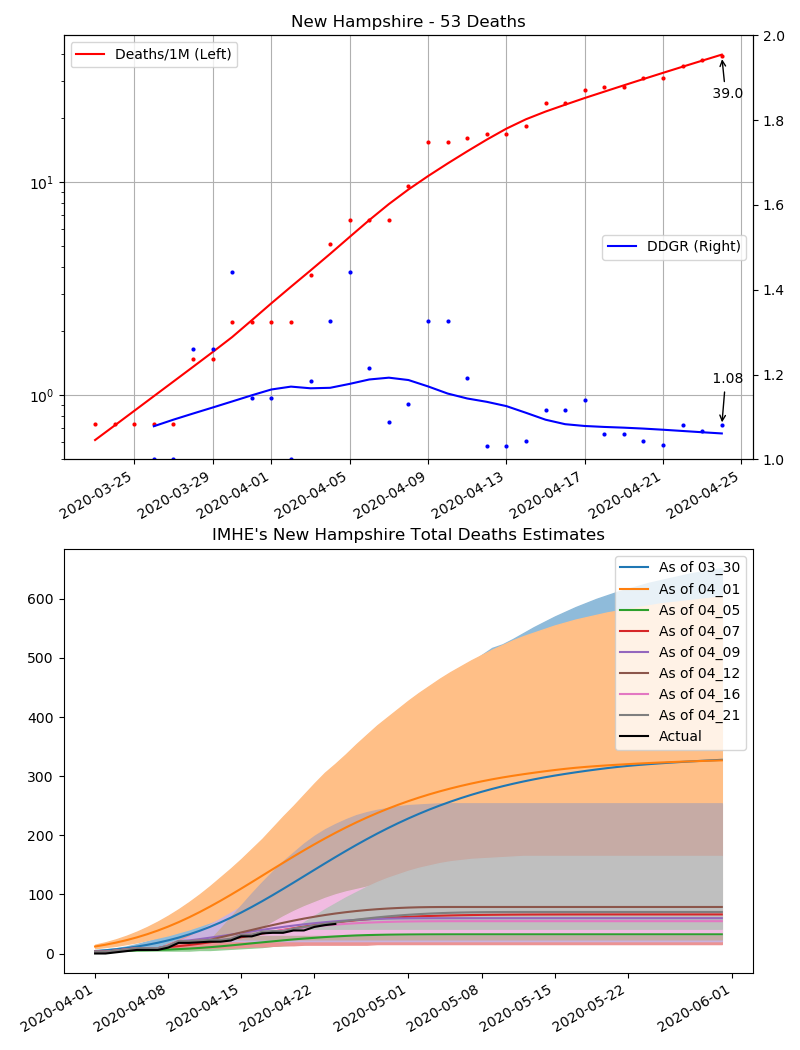 New Hampshire - 53 Deaths
Deaths/1M (Left)
DDGR (Right)
39.0
1.08
10¹
10⁰
2.0
1.8
1.6
1.4
1.2
1.0
2020-03-25
2020-03-29
2020-04-01
2020-04-05
2020-04-09
2020-04-13
2020-04-17
2020-04-21
2020-04-25
IMHE's New Hampshire Total Deaths Estimates
As of 03_30
As of 04_01
As of 04_05
As of 04_07
As of 04_09
As of 04_12
As of 04_16
As of 04_21
Actual
600
500
400
300
200
100
0
2020-04-01
2020-04-08
2020-04-15
2020-04-22
2020-05-01
2020-05-08
2020-05-15
2020-05-22
2020-06-01